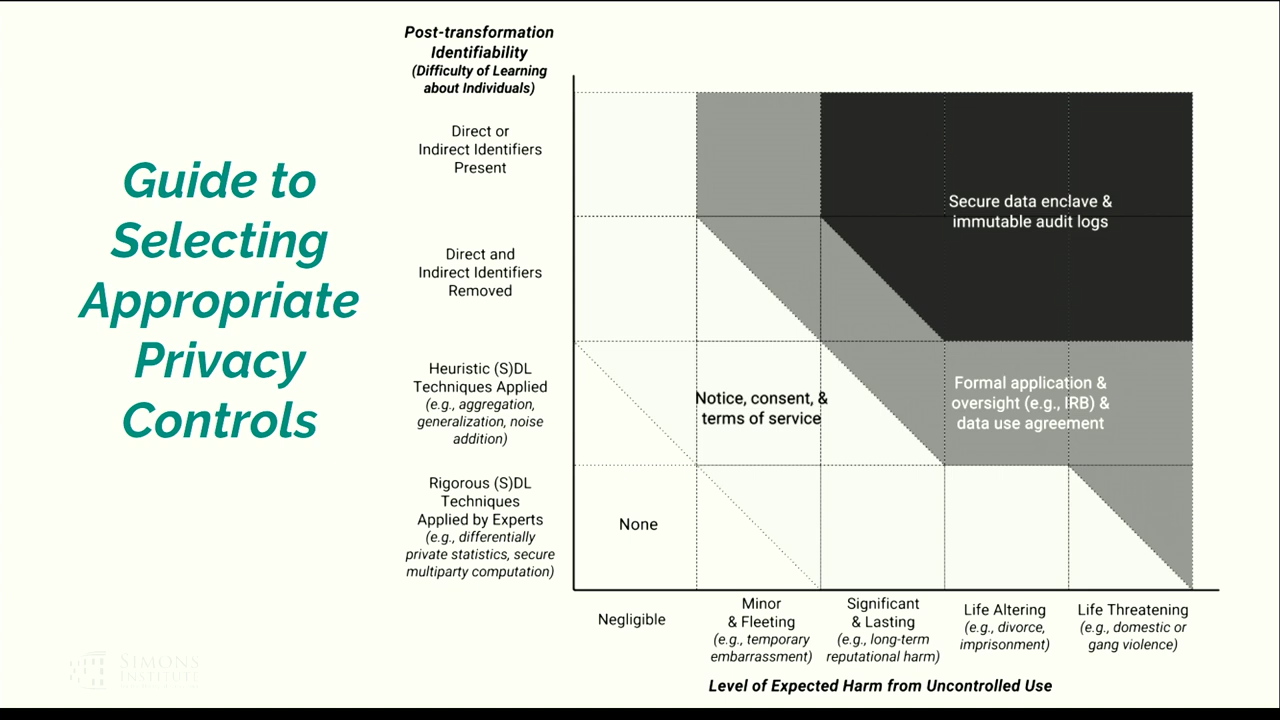 Guide to
Selecting
Appropriate
Privacy
Controls
Post-transformation
Identifiability
(Difficulty of Learning
about Individuals)
Direct or
Indirect Identifiers
Present
Direct and
Indirect Identifiers
Removed
Heuristic (S)DL
Techniques Applied
(e.g., aggregation,
generalization, noise
addition)
Rigorous (S)DL
Techniques
Applied by Experts
(e.g., differentially
private statistics, secure
multiparty computation)
Secure data enclave &
immutable audit logs
Formal application &
oversight (e.g., IRB) &
data use agreement
Notice, consent, &
terms of service
None
Negligible
Minor
& Fleeting
(e.g., temporary
embarrassment)
Significant
& Lasting
(e.g., long-term
reputational harm)
Life Altering
(e.g., divorce,
imprisonment)
Life Threatening
(e.g., domestic or
gang violence)
Level of Expected Harm from Uncontrolled Use
SIMONS
INSTITUTE